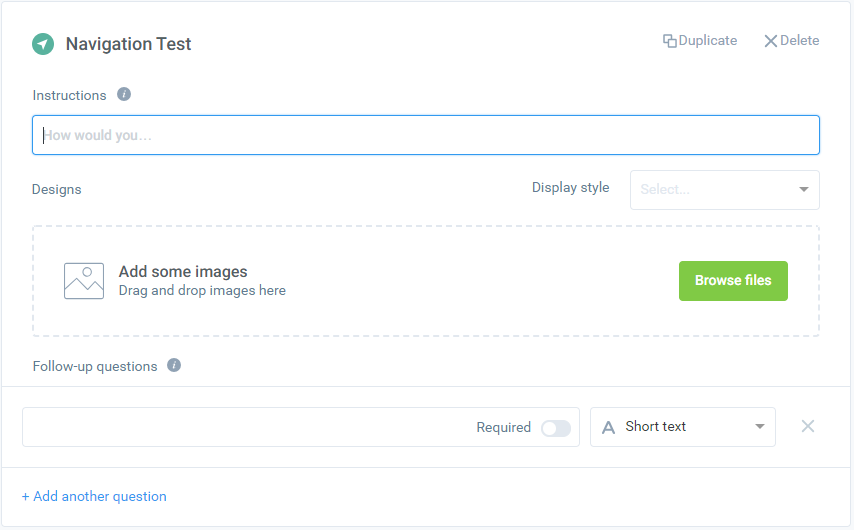 Navigation Test
Duplicate
Delete
Instructions
How would you...
Designs
Display style
Select...
Add some images
Drag and drop images here
Browse files
Follow-up questions
Required
Short text
+ Add another question